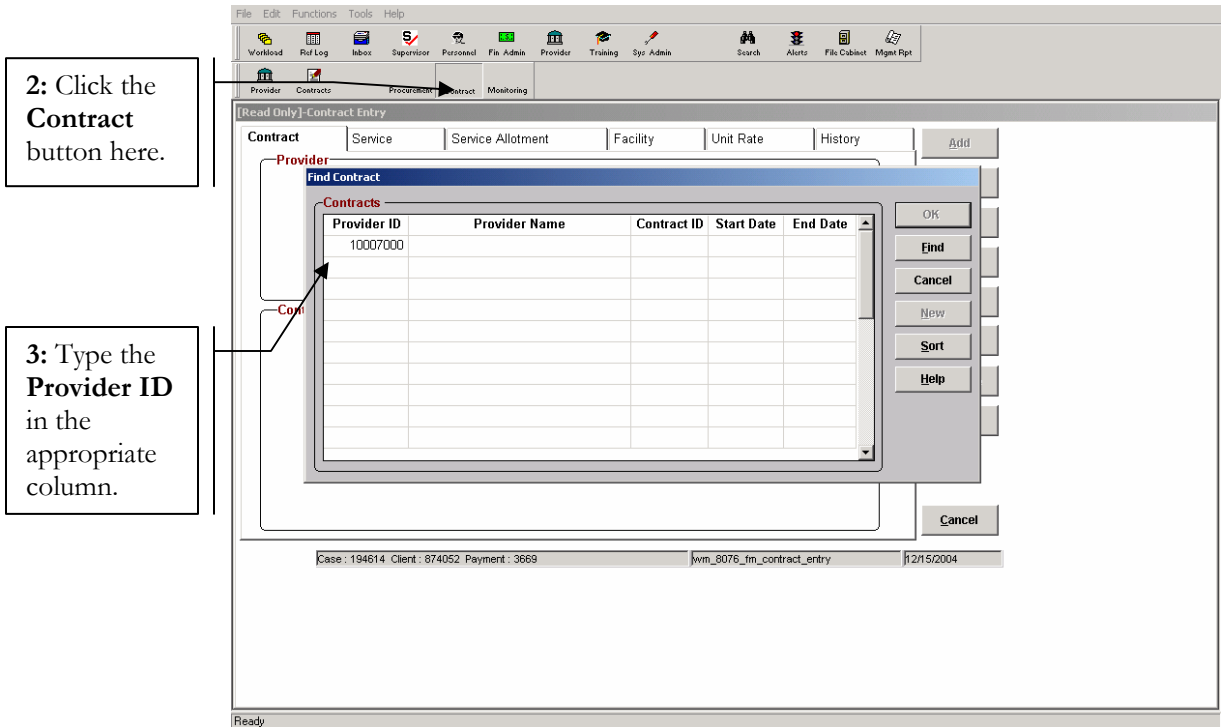 File Edit Functions Tools Help
Workload Ref Log Inbox Supervisor Personnel Fin Admin Provider Training Sys Admin Search Alerts File Cabinet Mgmt Rpt
Provider Contracts Procurement Contract Monitoring
2: Click the
Contract
button here.
[Read Only]-Contract Entry
Contract Service Service Allotment Facility Unit Rate History
Add
Provider
Find Contract
Contracts
Provider ID Provider Name Contract ID Start Date End Date
10007000
OK
Find
Cancel
New
Sort
Help
Cont
3: Type the
Provider ID
in the
appropriate
column.
Cancel
Case : 194614 Client : 874052 Payment : 3669 wm_8076_fm_contract_entry 12/15/2004
Ready